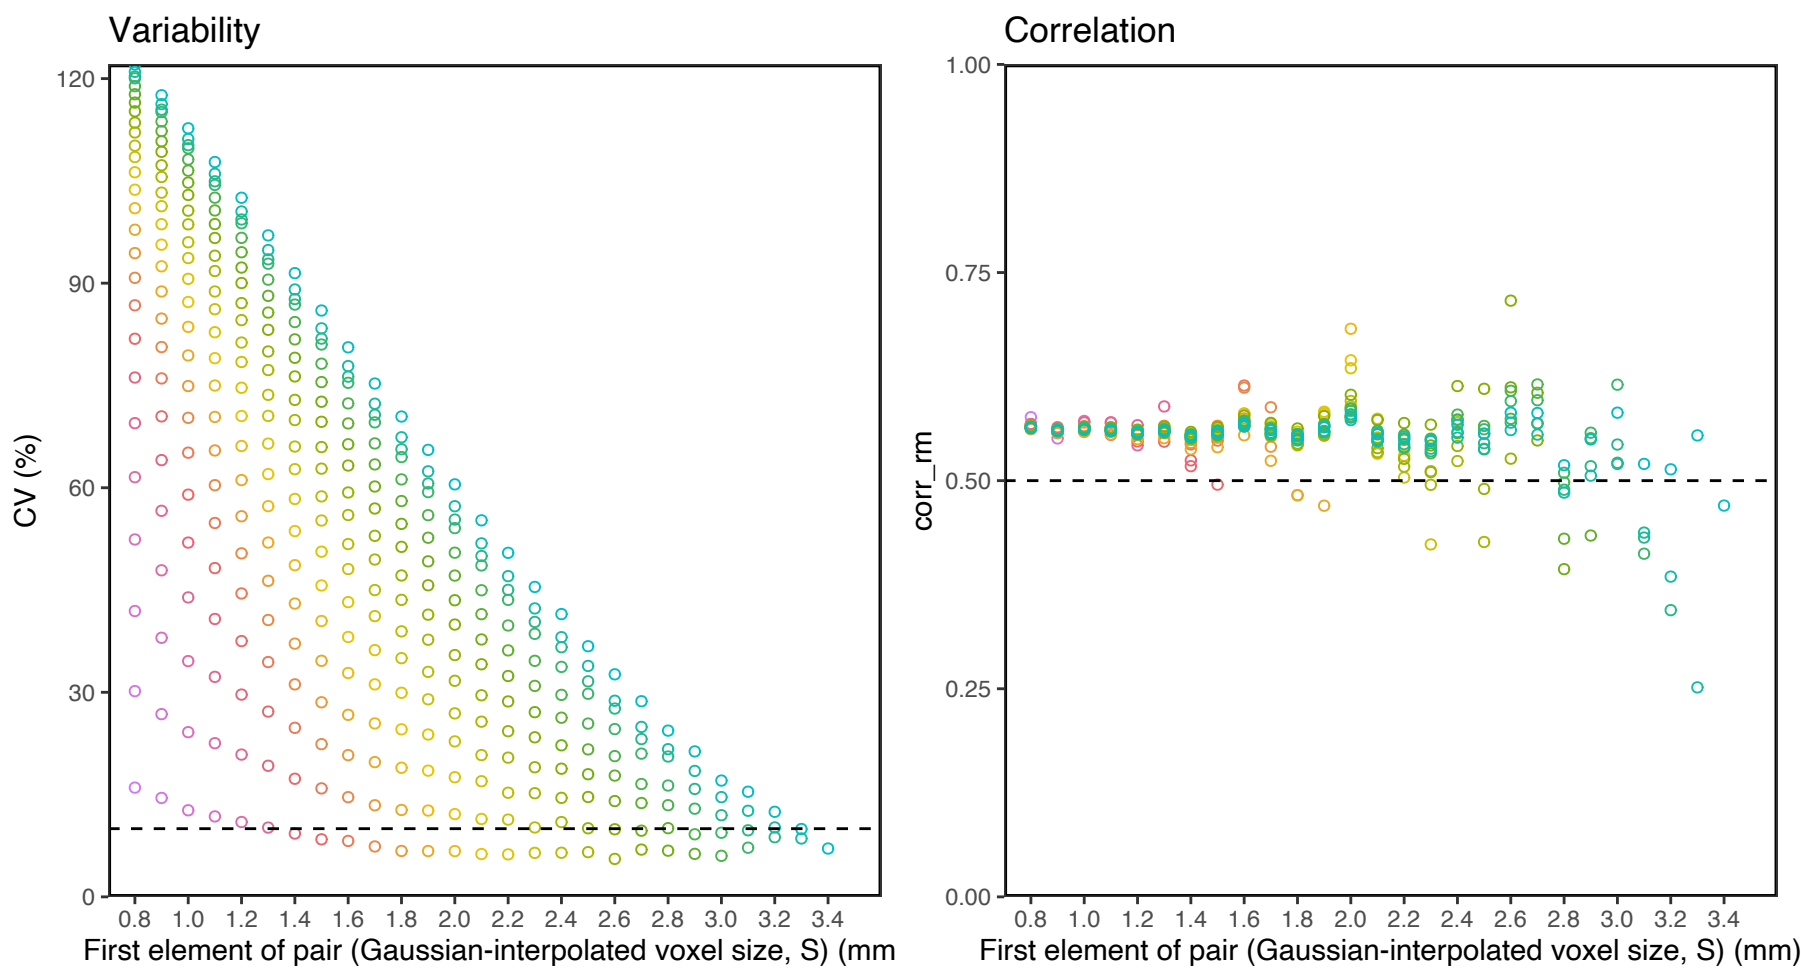 Variability
CV (%)
120
90
60
30
0
0.8 1.0 1.2 1.4 1.6 1.8 2.0 2.2 2.4 2.6 2.8 3.0 3.2 3.4
First element of pair (Gaussian-interpolated voxel size, S) (mm
Correlation
corr_rm
1.00
0.75
0.50
0.25
0.00
0.8 1.0 1.2 1.4 1.6 1.8 2.0 2.2 2.4 2.6 2.8 3.0 3.2 3.4
First element of pair (Gaussian-interpolated voxel size, S) (mm)